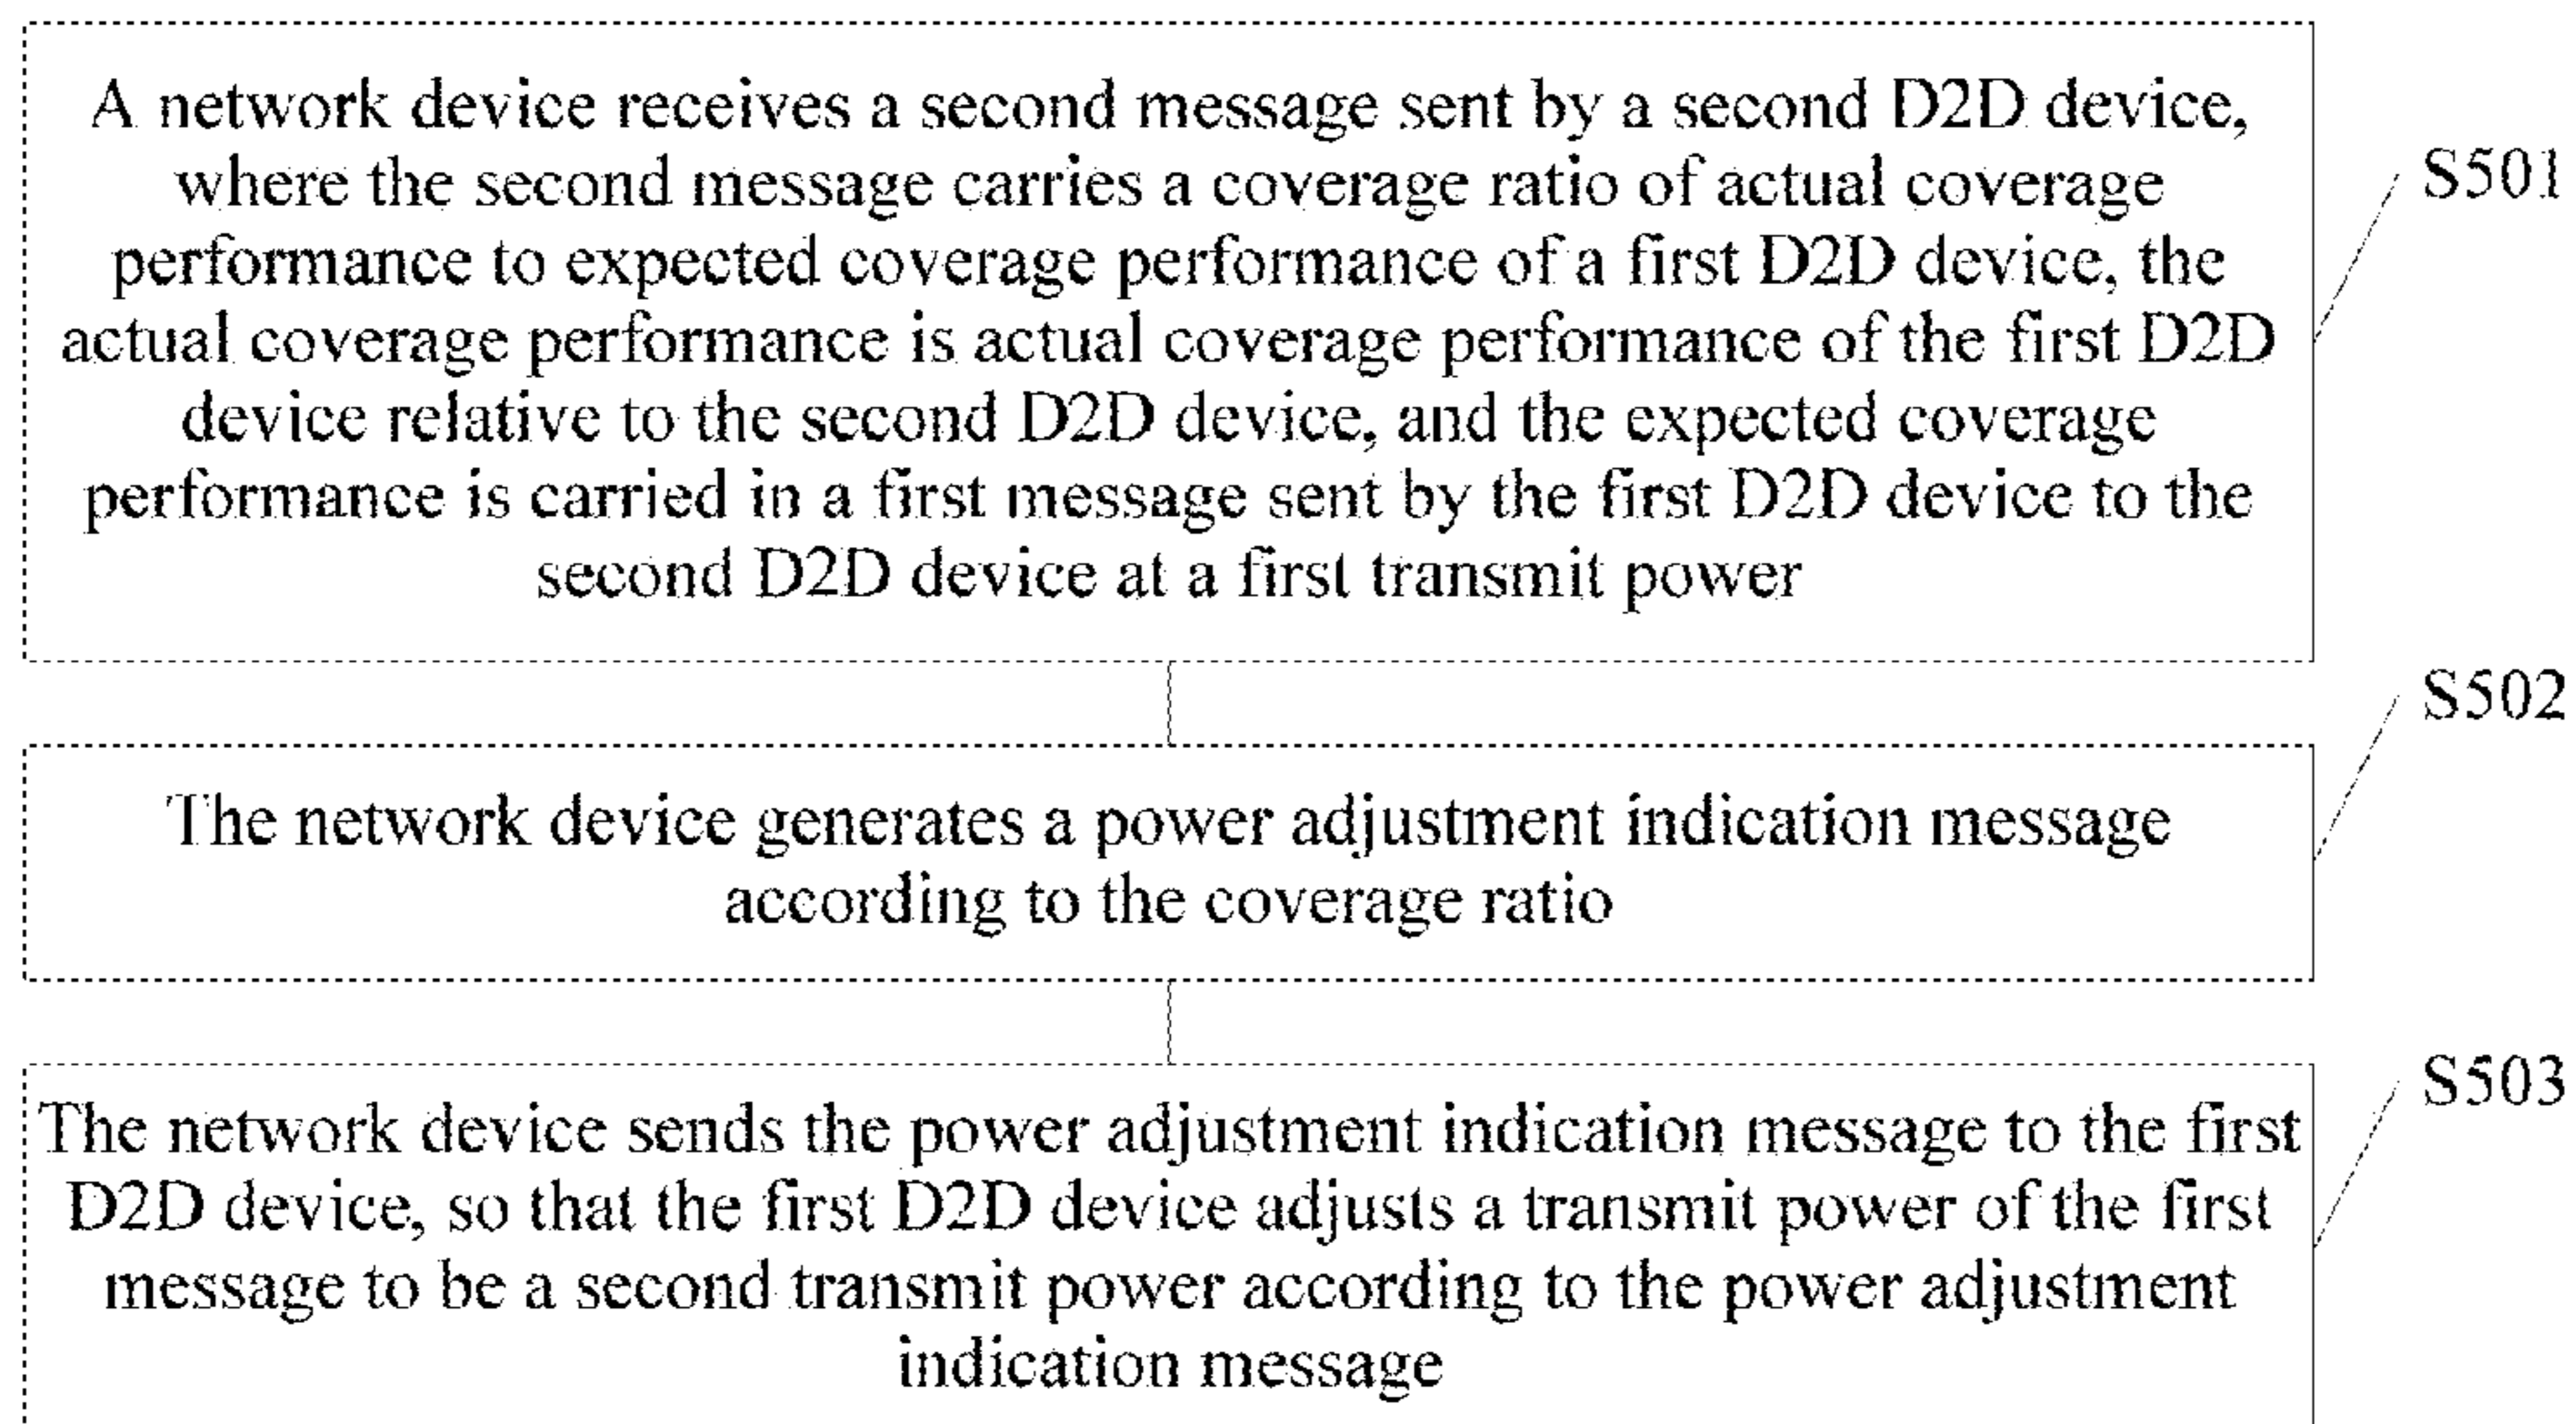 A network device receives a second message sent by a second D2D device,
where the second message carries a coverage ratio of actual coverage
performance to expected coverage performance of a first D2D device, the
actual coverage performance is actual coverage performance of the first D2D
device relative to the second D2D device, and the expected coverage
performance is carried in a first message sent by the first D2D device to the
second D2D device at a first transmit power
S501
S502
The network device generates a power adjustment indication message
according to the coverage ratio
S503
The network device sends the power adjustment indication message to the first
D2D device, so that the first D2D device adjusts a transmit power of the first
message to be a second transmit power according to the power adjustment
indication message